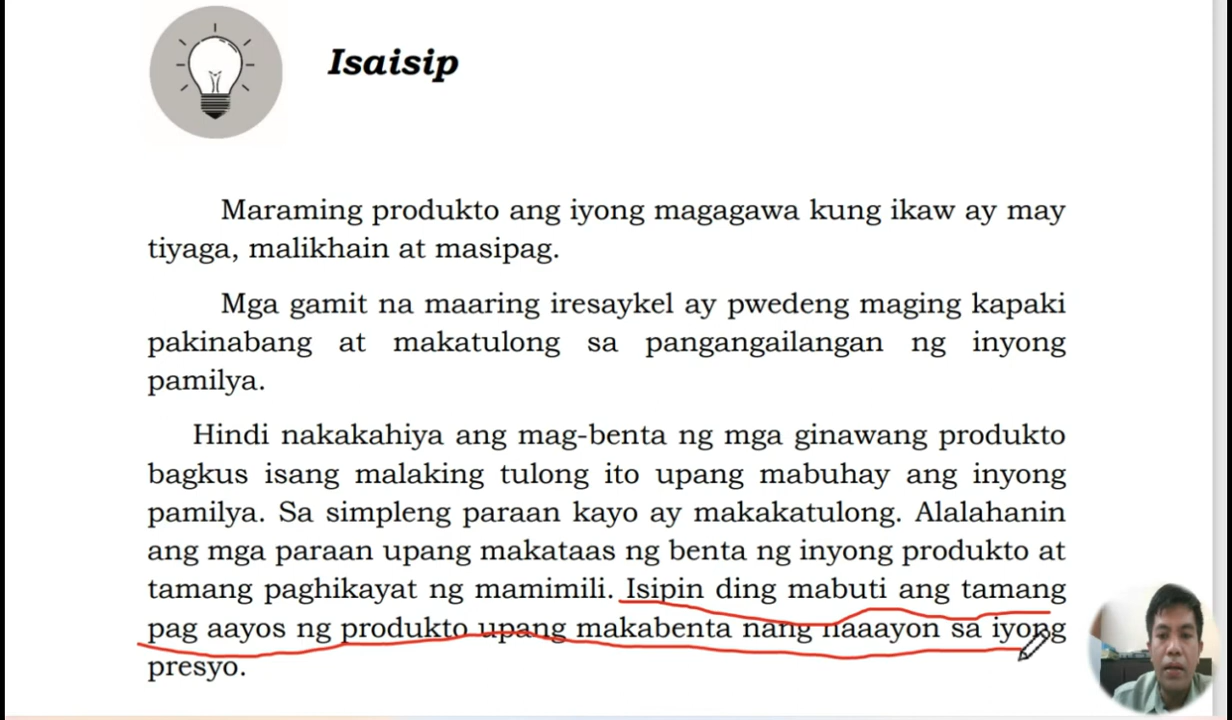 Isaisip
Maraming produkto ang iyong magagawa kung ikaw ay may
tiyaga, malikhain at masipag.
Mga gamit na maaring iresaykel ay pwedeng maging kapaki
pakinabang at makatulong sa pangangailangan ng inyong
pamilya.
Hindi nakakahiya ang mag-benta ng mga ginawang produkto
bagkus isang malaking tulong ito upang mabuhay ang inyong
pamilya. Sa simpleng paraan kayo ay makakatulong. Alalahanin
ang mga paraan upang makataas ng benta ng inyong produkto at
tamang paghikayat ng mamimili. Isipin ding mabuti ang tamang
pag aayos ng produkto upang makabenta nang naaayon sa iyong
presyo.